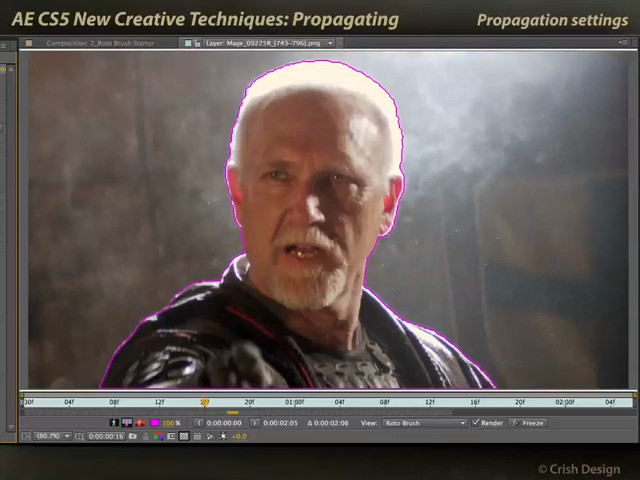 AE CS5 New Creative Techniques: Propagating
Propagation settings
Composition: 2_Roto Brush Starter
Layer: Mage_0922SR_[743-796].png
:00f 04f 08f 12f 16f 20f 01:00f 04f 08f 12f 16f 20f 02:00f 04f
100 % 0:00:00:00 0:00:02:05 Δ 0:00:02:06 View: Roto Brush Render Freeze
(80.7%) 0:00:00:16 +0.0
© Crish Design